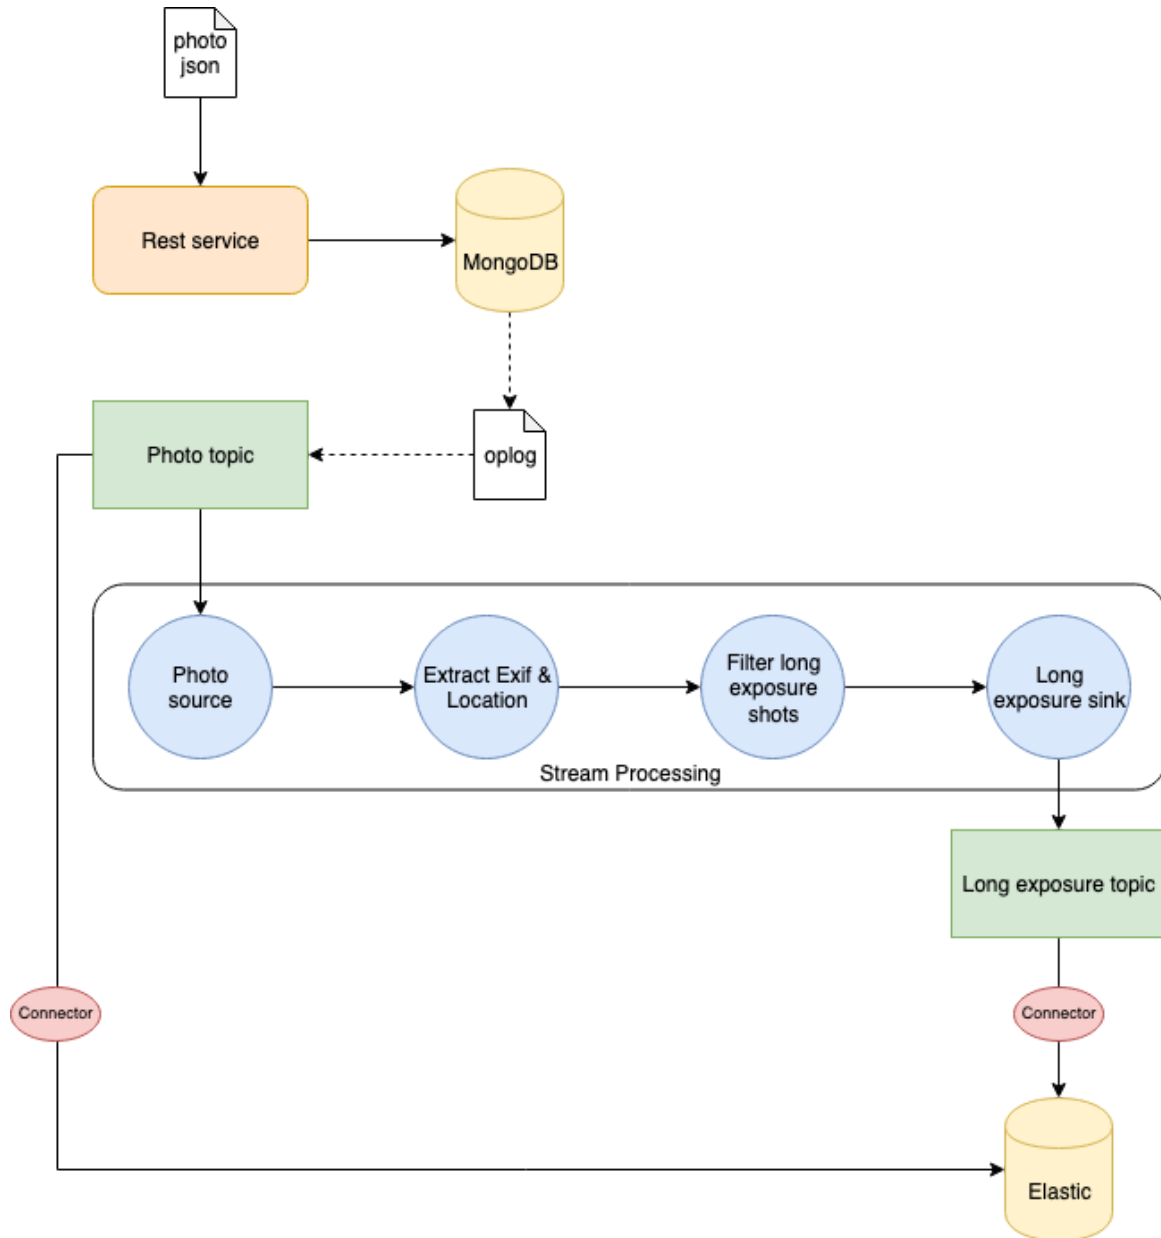 photo
json
Rest service
MongoDB
Photo topic
oplog
Photo
source
Extract Exif &
Location
Filter long
exposure
shots
Long
exposure sink
Stream Processing
Long exposure topic
Connector
Connector
Elastic